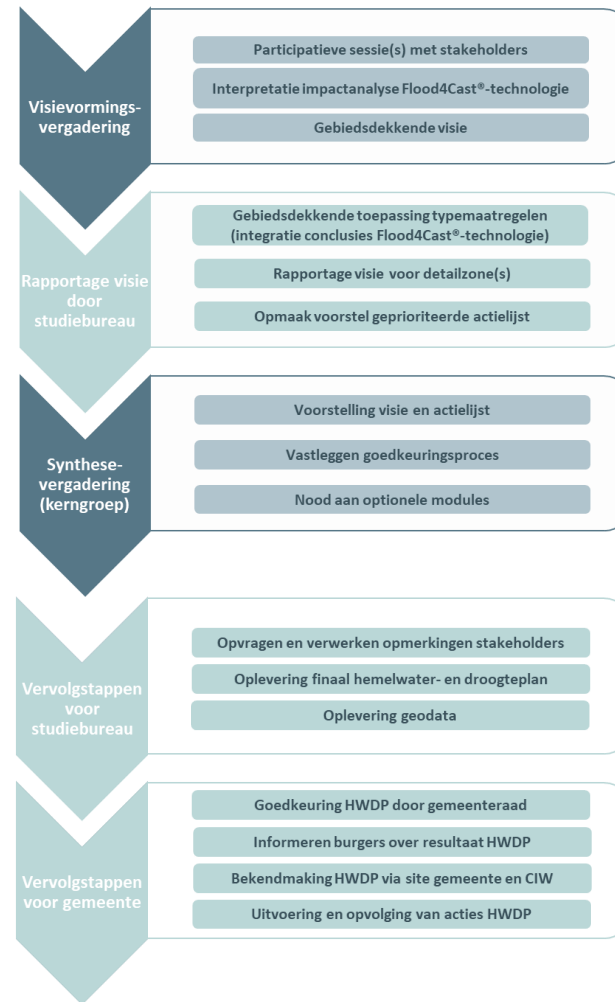 Visievormings-
vergadering
Participatieve sessie(s) met stakeholders
Interpretatie impactanalyse Flood4Cast®-technologie
Gebiedsdekkende visie
Rapportage visie
door
studiebureau
Gebiedsdekkende toepassing typemaatregelen
(integratie conclusies Flood4Cast®-technologie)
Rapportage visie voor detailzone(s)
Opmaak voorstel geprioriteerde actielijst
Synthese-
vergadering
(kerngroep)
Voorstelling visie en actielijst
Vastleggen goedkeuringsproces
Nood aan optionele modules
Vervolgstappen
voor
studiebureau
Opvragen en verwerken opmerkingen stakeholders
Oplevering finaal hemelwater- en droogteplan
Oplevering geodata
Vervolgstappen
voor gemeente
Goedkeuring HWDP door gemeenteraad
Informeren burgers over resultaat HWDP
Bekendmaking HWDP via site gemeente en CIW
Uitvoering en opvolging van acties HWDP